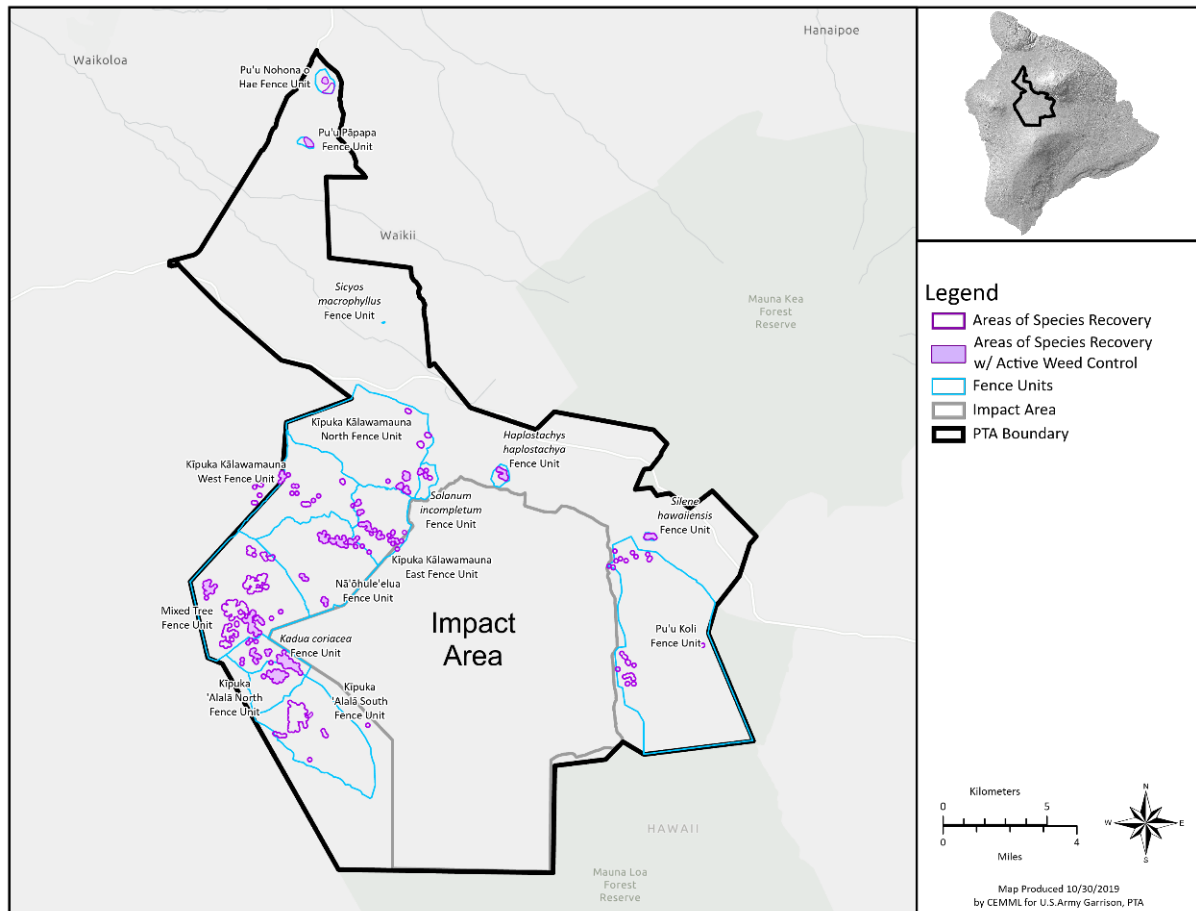 Waikoloa
Hanaipoe
Pu'u Nohona o
Hae Fence Unit
Pu'u Pāpapa
Fence Unit
Waikii
Sicyos
macrophyllus
Fence Unit
Mauna Kea
Forest
Reserve
Kīpuka Kālawamauna
North Fence Unit
Haplostachys
haplostachya
Fence Unit
Kīpuka Kālawamauna
West Fence Unit
Solanum
incompletum
Fence Unit
Silene
hawaiiensis
Fence Unit
Kīpuka Kālawamauna
East Fence Unit
Nā'ōhule'elua
Fence Unit
Mixed Tree
Fence Unit
Kadua coriacea
Fence Unit
Impact
Area
Pu'u Koli
Fence Unit
Kīpuka
'Alalā North
Fence Unit
Kīpuka
'Alalā South
Fence Unit
HAWAII
Mauna Loa
Forest
Reserve
Legend
Areas of Species Recovery
Areas of Species Recovery
w/ Active Weed Control
Fence Units
Impact Area
PTA Boundary
Kilometers
0 5
0 4
Miles
N
W E
S
Map Produced 10/30/2019
by CEMML for U.S.Army Garrison, PTA